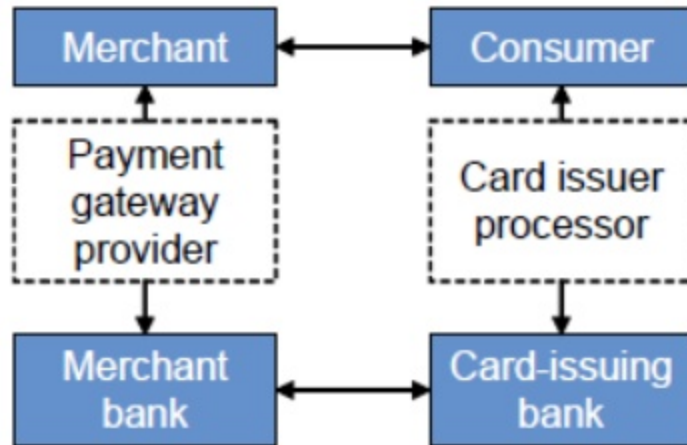 Merchant
Consumer
Payment
gateway
provider
Card issuer
processor
Merchant
bank
Card-issuing
bank